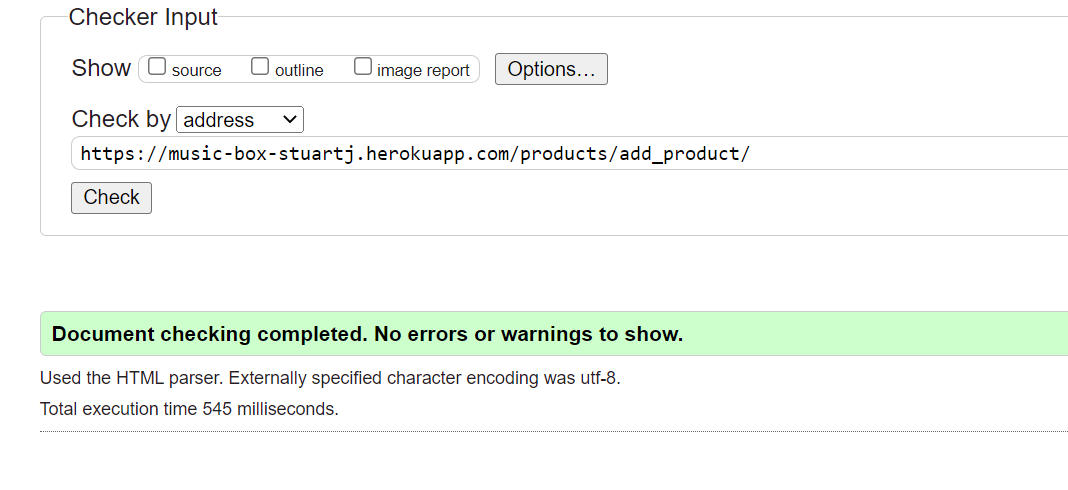 Checker Input
Show source outline image report Options...
Check by address
https://music-box-stuartj.herokuapp.com/products/add_product/
Check
Document checking completed. No errors or warnings to show.
Used the HTML parser. Externally specified character encoding was utf-8.
Total execution time 545 milliseconds.